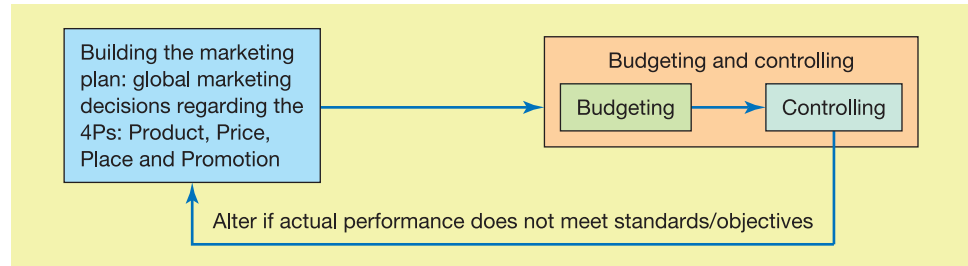 Building the marketing
plan: global marketing
decisions regarding the
4Ps: Product, Price,
Place and Promotion
Budgeting and controlling
Budgeting
Controlling
Alter if actual performance does not meet standards/objectives